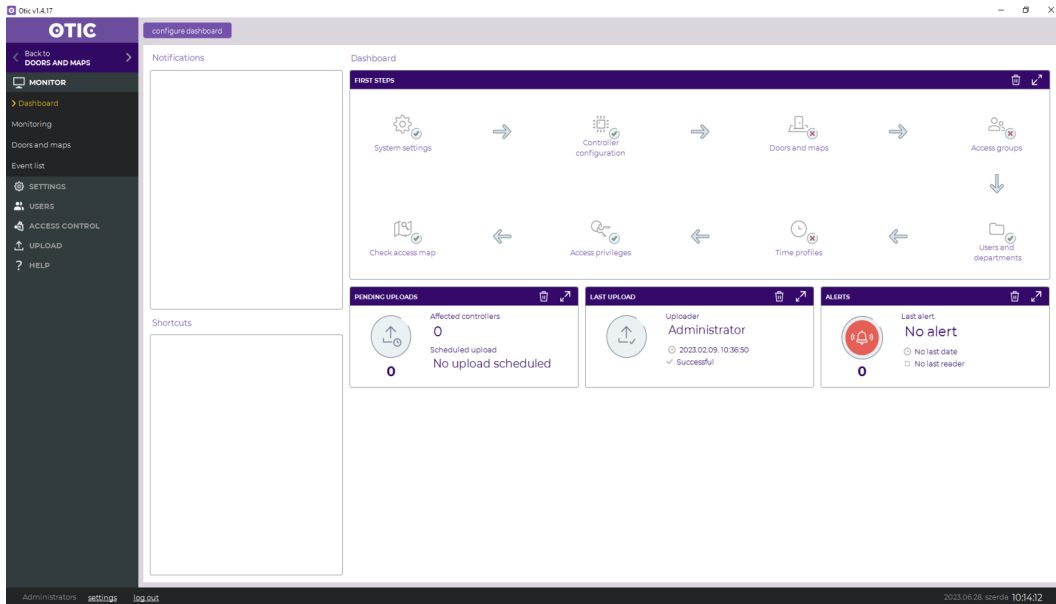 Otic v1.4.17
OTIC
configure dashboard
Back to
DOORS AND MAPS
MONITOR
Dashboard
Monitoring
Doors and maps
Event list
SETTINGS
USERS
ACCESS CONTROL
UPLOAD
? HELP
Notifications
Shortcuts
Dashboard
FIRST STEPS
System settings
Controller
configuration
Doors and maps
Access groups
Check access map
Access privileges
Time profiles
Users and
departments
PENDING UPLOADS
0
Affected controllers
0
Scheduled upload
No upload scheduled
LAST UPLOAD
Uploader
Administrator
2023.02.09. 10:36:50
Successful
ALERTS
0
Last alert
No alert
No last date
No last reader
Administrators settings log out
2023.06.28. szerda 10:14:12